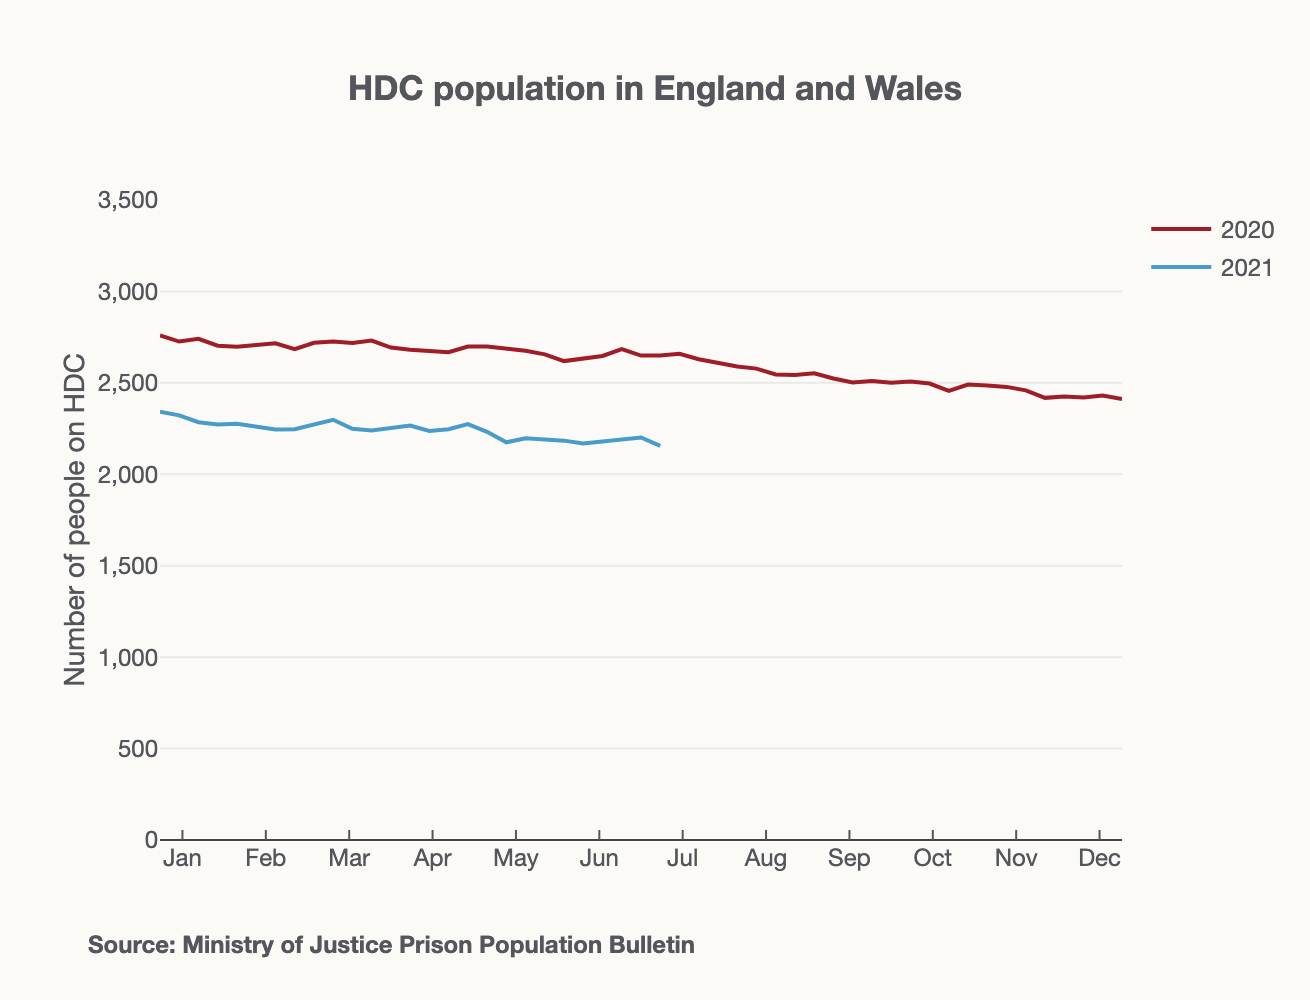 HDC population in England and Wales
3,500
3,000
2,500
2,000
1,500
1,000
500
0
Number of people on HDC
2020
2021
Jan Feb Mar Apr May Jun Jul Aug Sep Oct Nov Dec
Source: Ministry of Justice Prison Population Bulletin